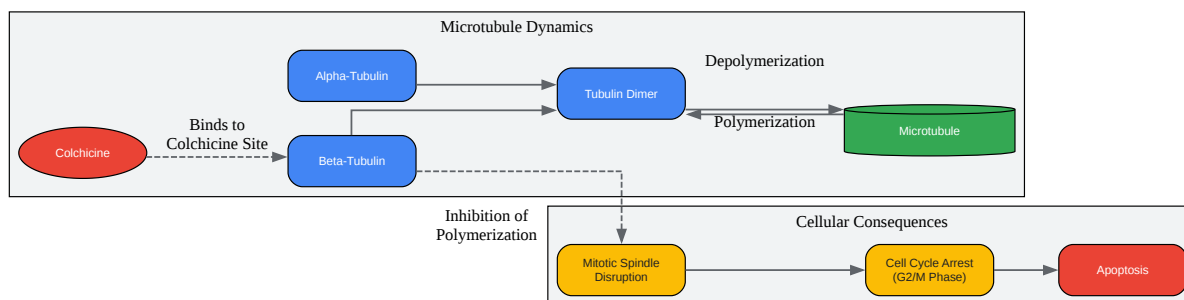 Microtubule Dynamics
Alpha-Tubulin
Depolymerization
Tubulin Dimer
Polymerization
Microtubule
Binds to
Colchicine Site
Colchicine
Beta-Tubulin
Inhibition of
Polymerization
Cellular Consequences
Mitotic Spindle
Disruption
Cell Cycle Arrest
(G2/M Phase)
Apoptosis